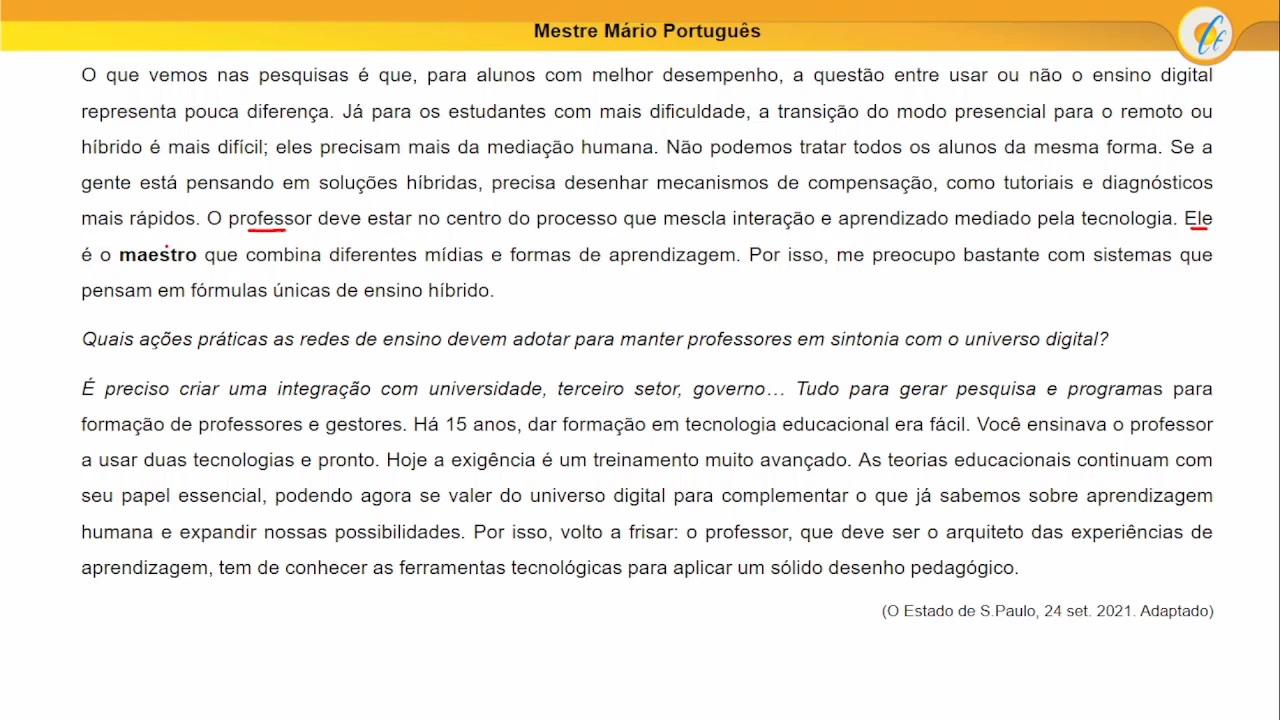 Mestre Mário Português
O que vemos nas pesquisas é que, para alunos com melhor desempenho, a questão entre usar ou não o ensino digital
representa pouca diferença. Já para os estudantes com mais dificuldade, a transição do modo presencial para o remoto ou
híbrido é mais difícil; eles precisam mais da mediação humana. Não podemos tratar todos os alunos da mesma forma. Se a
gente está pensando em soluções híbridas, precisa desenhar mecanismos de compensação, como tutoriais e diagnósticos
mais rápidos. O professor deve estar no centro do processo que mescla interação e aprendizado mediado pela tecnologia. Ele
é o maestro que combina diferentes mídias e formas de aprendizagem. Por isso, me preocupo bastante com sistemas que
pensam em fórmulas únicas de ensino híbrido.
Quais ações práticas as redes de ensino devem adotar para manter professores em sintonia com o universo digital?
É preciso criar uma integração com universidade, terceiro setor, governo… Tudo para gerar pesquisa e programas para
formação de professores e gestores. Há 15 anos, dar formação em tecnologia educacional era fácil. Você ensinava o professor
a usar duas tecnologias e pronto. Hoje a exigência é um treinamento muito avançado. As teorias educacionais continuam com
seu papel essencial, podendo agora se valer do universo digital para complementar o que já sabemos sobre aprendizagem
humana e expandir nossas possibilidades. Por isso, volto a frisar: o professor, que deve ser o arquiteto das experiências de
aprendizagem, tem de conhecer as ferramentas tecnológicas para aplicar um sólido desenho pedagógico.
(O Estado de S.Paulo, 24 set. 2021. Adaptado)